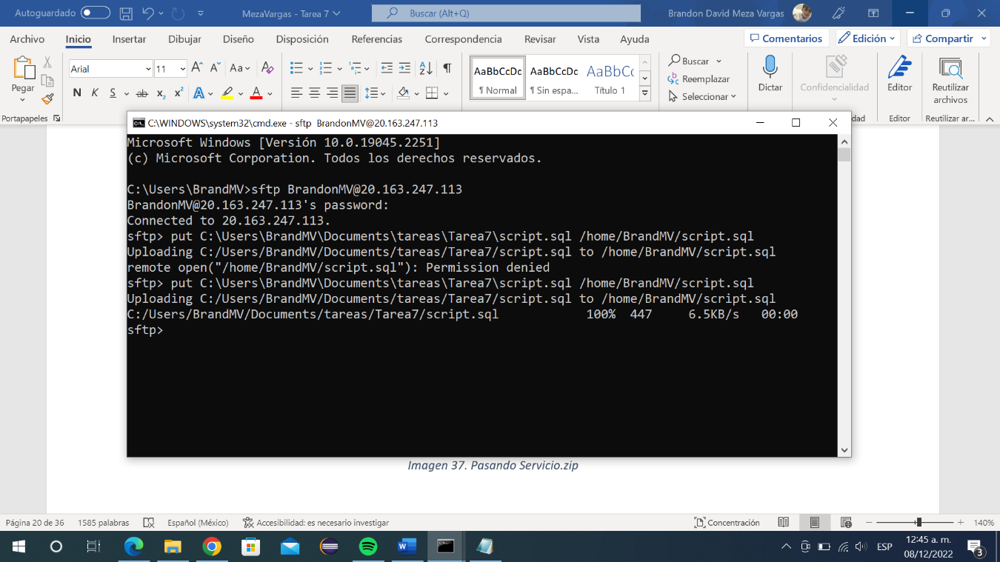 Autoguardado
MezaVargas - Tarea 7
Buscar (Alt+Q)
Brandon David Meza Vargas
Archivo Inicio Insertar Dibujar Diseño Disposición Referencias Correspondencia Revisar Vista Ayuda
Comentarios Edición Compartir
Pegar
Portapapeles
Arial 11 Aa
N K S ab x₂ x² A A
AaBbCcDc AaBbCcDc AaBbCc
¶ Normal ¶ Sin espa... Título 1
Buscar
Reemplazar
Seleccionar
Dictar
Confidencialidad
Editor
Reutilizar
archivos
dad Editor Reutilizar ar...
C:\WINDOWS\system32\cmd.exe - sftp BrandonMV@20.163.247.113
Microsoft Windows [Versión 10.0.19045.2251]
(c) Microsoft Corporation. Todos los derechos reservados.
C:\Users\BrandMV>sftp BrandonMV@20.163.247.113
BrandonMV@20.163.247.113's password:
Connected to 20.163.247.113.
sftp> put C:\Users\BrandMV\Documents\tareas\Tarea7\script.sql /home/BrandMV/script.sql
Uploading C:/Users/BrandMV/Documents/tareas/Tarea7/script.sql to /home/BrandMV/script.sql
remote open("/home/BrandMV/script.sql"): Permission denied
sftp> put C:\Users\BrandMV\Documents\tareas\Tarea7\script.sql /home/BrandMV/script.sql
Uploading C:/Users/BrandMV/Documents/tareas/Tarea7/script.sql to /home/BrandMV/script.sql
C:/Users/BrandMV/Documents/tareas/Tarea7/script.sql 100% 447 6.5KB/s 00:00
sftp>
Imagen 37. Pasando Servicio.zip
Página 20 de 36 1585 palabras Español (México) Accesibilidad: es necesario investigar Concentración 140%
ESP
12:45 a. m.
08/12/2022
3